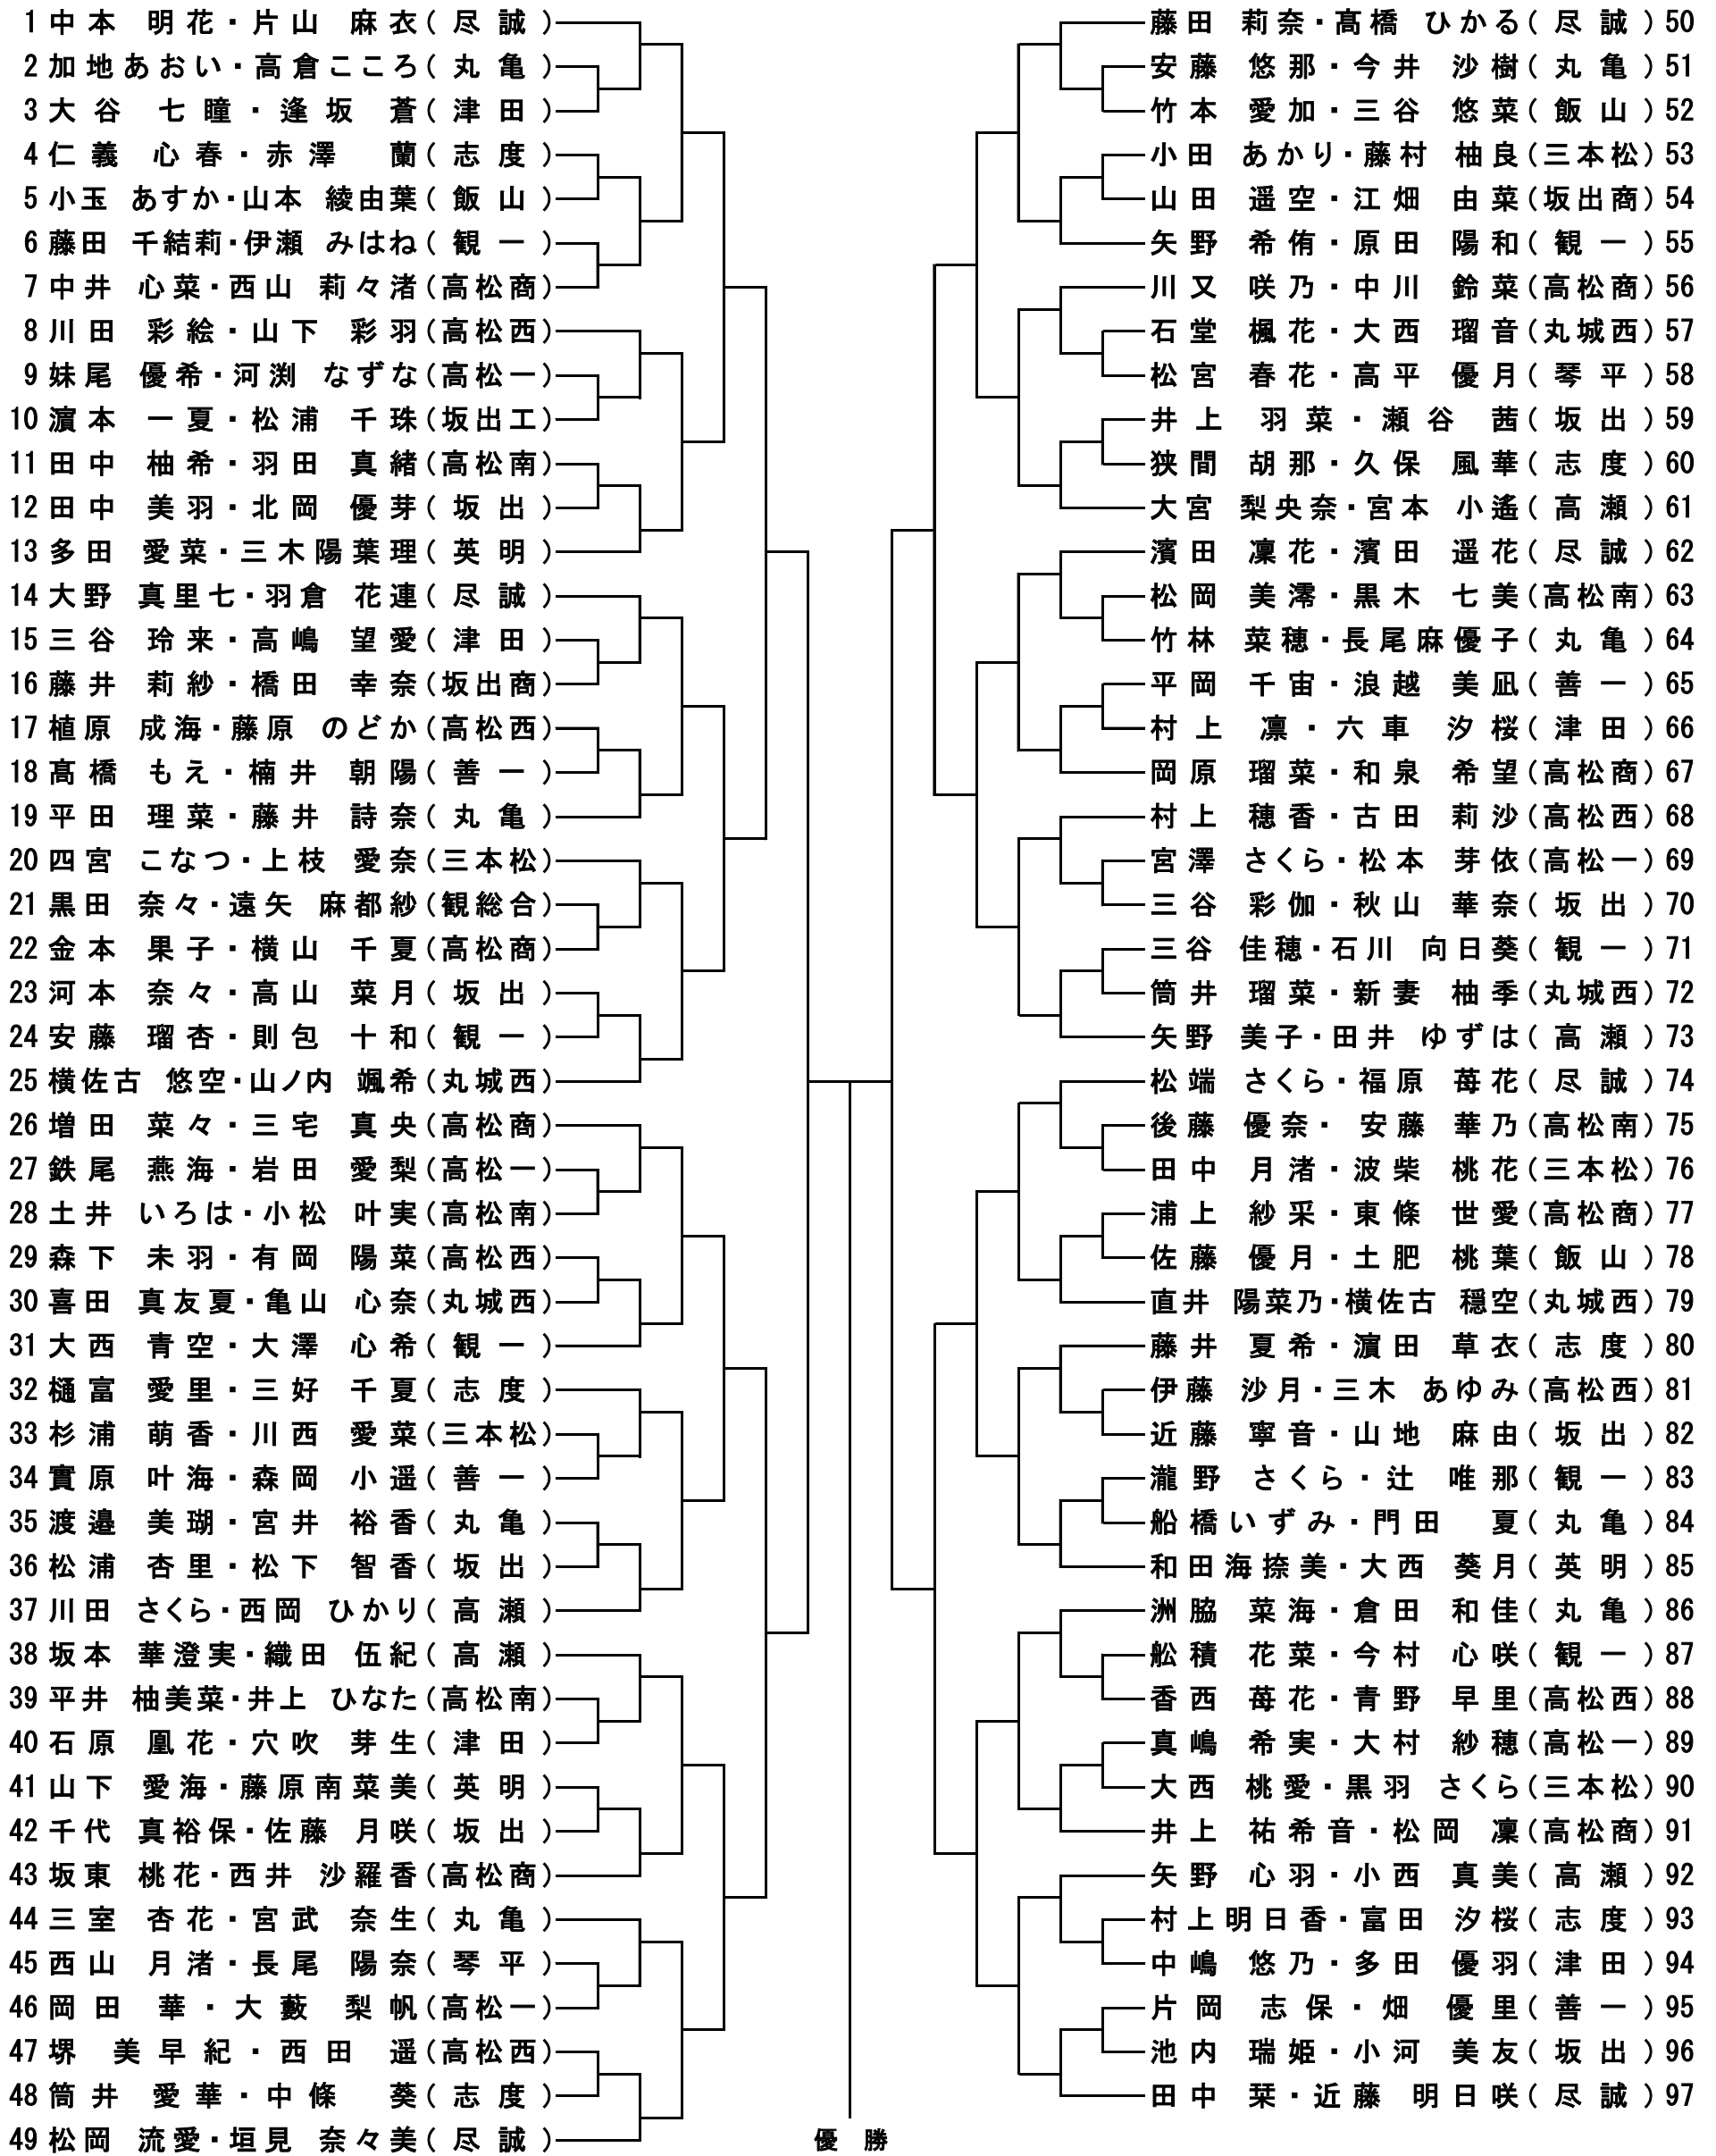 1 中本 明花・片山 麻衣(尽誠)
2 加地あおい・高倉こころ(丸亀)
3 大谷 七瞳・逢坂 蒼(津田)
4 仁義 心春・赤澤 蘭(志度)
5 小玉 あすか・山本 綾由葉(飯山)
6 藤田 千結莉・伊瀬 みはね(観一)
7 中井 心菜・西山 莉々渚(高松商)
8 川田 彩絵・山下 彩羽(高松西)
9 妹尾 優希・河渕 なずな(高松一)
10 濵本 一夏・松浦 千珠(坂出工)
11 田中 柚希・羽田 真緒(高松南)
12 田中 美羽・北岡 優芽(坂出)
13 多田 愛菜・三木陽葉理(英明)
14 大野 真里七・羽倉 花連(尽誠)
15 三谷 玲来・高嶋 望愛(津田)
16 藤井 莉紗・橋田 幸奈(坂出商)
17 植原 成海・藤原 のどか(高松西)
18 髙橋 もえ・楠井 朝陽(善一)
19 平田 理菜・藤井 詩奈(丸亀)
20 四宮 こなつ・上枝 愛奈(三本松)
21 黒田 奈々・遠矢 麻都紗(観総合)
22 金本 果子・横山 千夏(高松商)
23 河本 奈々・高山 菜月(坂出)
24 安藤 瑠杏・則包 十和(観一)
25 横佐古 悠空・山ノ内 颯希(丸城西)
26 増田 菜々・三宅 真央(高松商)
27 鉄尾 燕海・岩田 愛梨(高松一)
28 土井 いろは・小松 叶実(高松南)
29 森下 未羽・有岡 陽菜(高松西)
30 喜田 真友夏・亀山 心奈(丸城西)
31 大西 青空・大澤 心希(観一)
32 樋富 愛里・三好 千夏(志度)
33 杉浦 萌香・川西 愛菜(三本松)
34 實原 叶海・森岡 小遥(善一)
35 渡邉 美瑚・宮井 裕香(丸亀)
36 松浦 杏里・松下 智香(坂出)
37 川田 さくら・西岡 ひかり(高瀬)
38 坂本 華澄実・織田 伍紀(高瀬)
39 平井 柚美菜・井上 ひなた(高松南)
40 石原 凰花・穴吹 芽生(津田)
41 山下 愛海・藤原南菜美(英明)
42 千代 真裕保・佐藤 月咲(坂出)
43 坂東 桃花・西井 沙羅香(高松商)
44 三室 杏花・宮武 奈生(丸亀)
45 西山 月渚・長尾 陽奈(琴平)
46 岡田 華・大藪 梨帆(高松一)
47 堺 美早紀・西田 遥(高松西)
48 筒井 愛華・中條 葵(志度)
49 松岡 流愛・垣見 奈々美(尽誠)
優 勝
藤田 莉奈・髙橋 ひかる(尽誠)50
安藤 悠那・今井 沙樹(丸亀)51
竹本 愛加・三谷 悠菜(飯山)52
小田 あかり・藤村 柚良(三本松)53
山田 遥空・江畑 由菜(坂出商)54
矢野 希侑・原田 陽和(観一)55
川又 咲乃・中川 鈴菜(高松商)56
石堂 楓花・大西 瑠音(丸城西)57
松宮 春花・高平 優月(琴平)58
井上 羽菜・瀬谷 茜(坂出)59
狭間 胡那・久保 風華(志度)60
大宮 梨央奈・宮本 小遙(高瀬)61
濱田 凜花・濱田 遥花(尽誠)62
松岡 美澪・黒木 七美(高松南)63
竹林 菜穂・長尾麻優子(丸亀)64
平岡 千宙・浪越 美凪(善一)65
村上 凛・六車 汐桜(津田)66
岡原 瑠菜・和泉 希望(高松商)67
村上 穂香・古田 莉沙(高松西)68
宮澤 さくら・松本 芽依(高松一)69
三谷 彩伽・秋山 華奈(坂出)70
三谷 佳穂・石川 向日葵(観一)71
筒井 瑠菜・新妻 柚季(丸城西)72
矢野 美子・田井 ゆずは(高瀬)73
松端 さくら・福原 苺花(尽誠)74
後藤 優奈・ 安藤 華乃(高松南)75
田中 月渚・波柴 桃花(三本松)76
浦上 紗采・東條 世愛(高松商)77
佐藤 優月・土肥 桃葉(飯山)78
直井 陽菜乃・横佐古 穏空(丸城西)79
藤井 夏希・濵田 草衣(志度)80
伊藤 沙月・三木 あゆみ(高松西)81
近藤 寧音・山地 麻由(坂出)82
瀧野 さくら・辻 唯那(観一)83
船橋いずみ・門田 夏(丸亀)84
和田海捺美・大西 葵月(英明)85
洲脇 菜海・倉田 和佳(丸亀)86
舩積 花菜・今村 心咲(観一)87
香西 苺花・青野 早里(高松西)88
真嶋 希実・大村 紗穂(高松一)89
大西 桃愛・黒羽 さくら(三本松)90
井上 祐希音・松岡 凜(高松商)91
矢野 心羽・小西 真美(高瀬)92
村上明日香・富田 汐桜(志度)93
中嶋 悠乃・多田 優羽(津田)94
片岡 志保・畑 優里(善一)95
池内 瑞姫・小河 美友(坂出)96
田中 栞・近藤 明日咲(尽誠)97